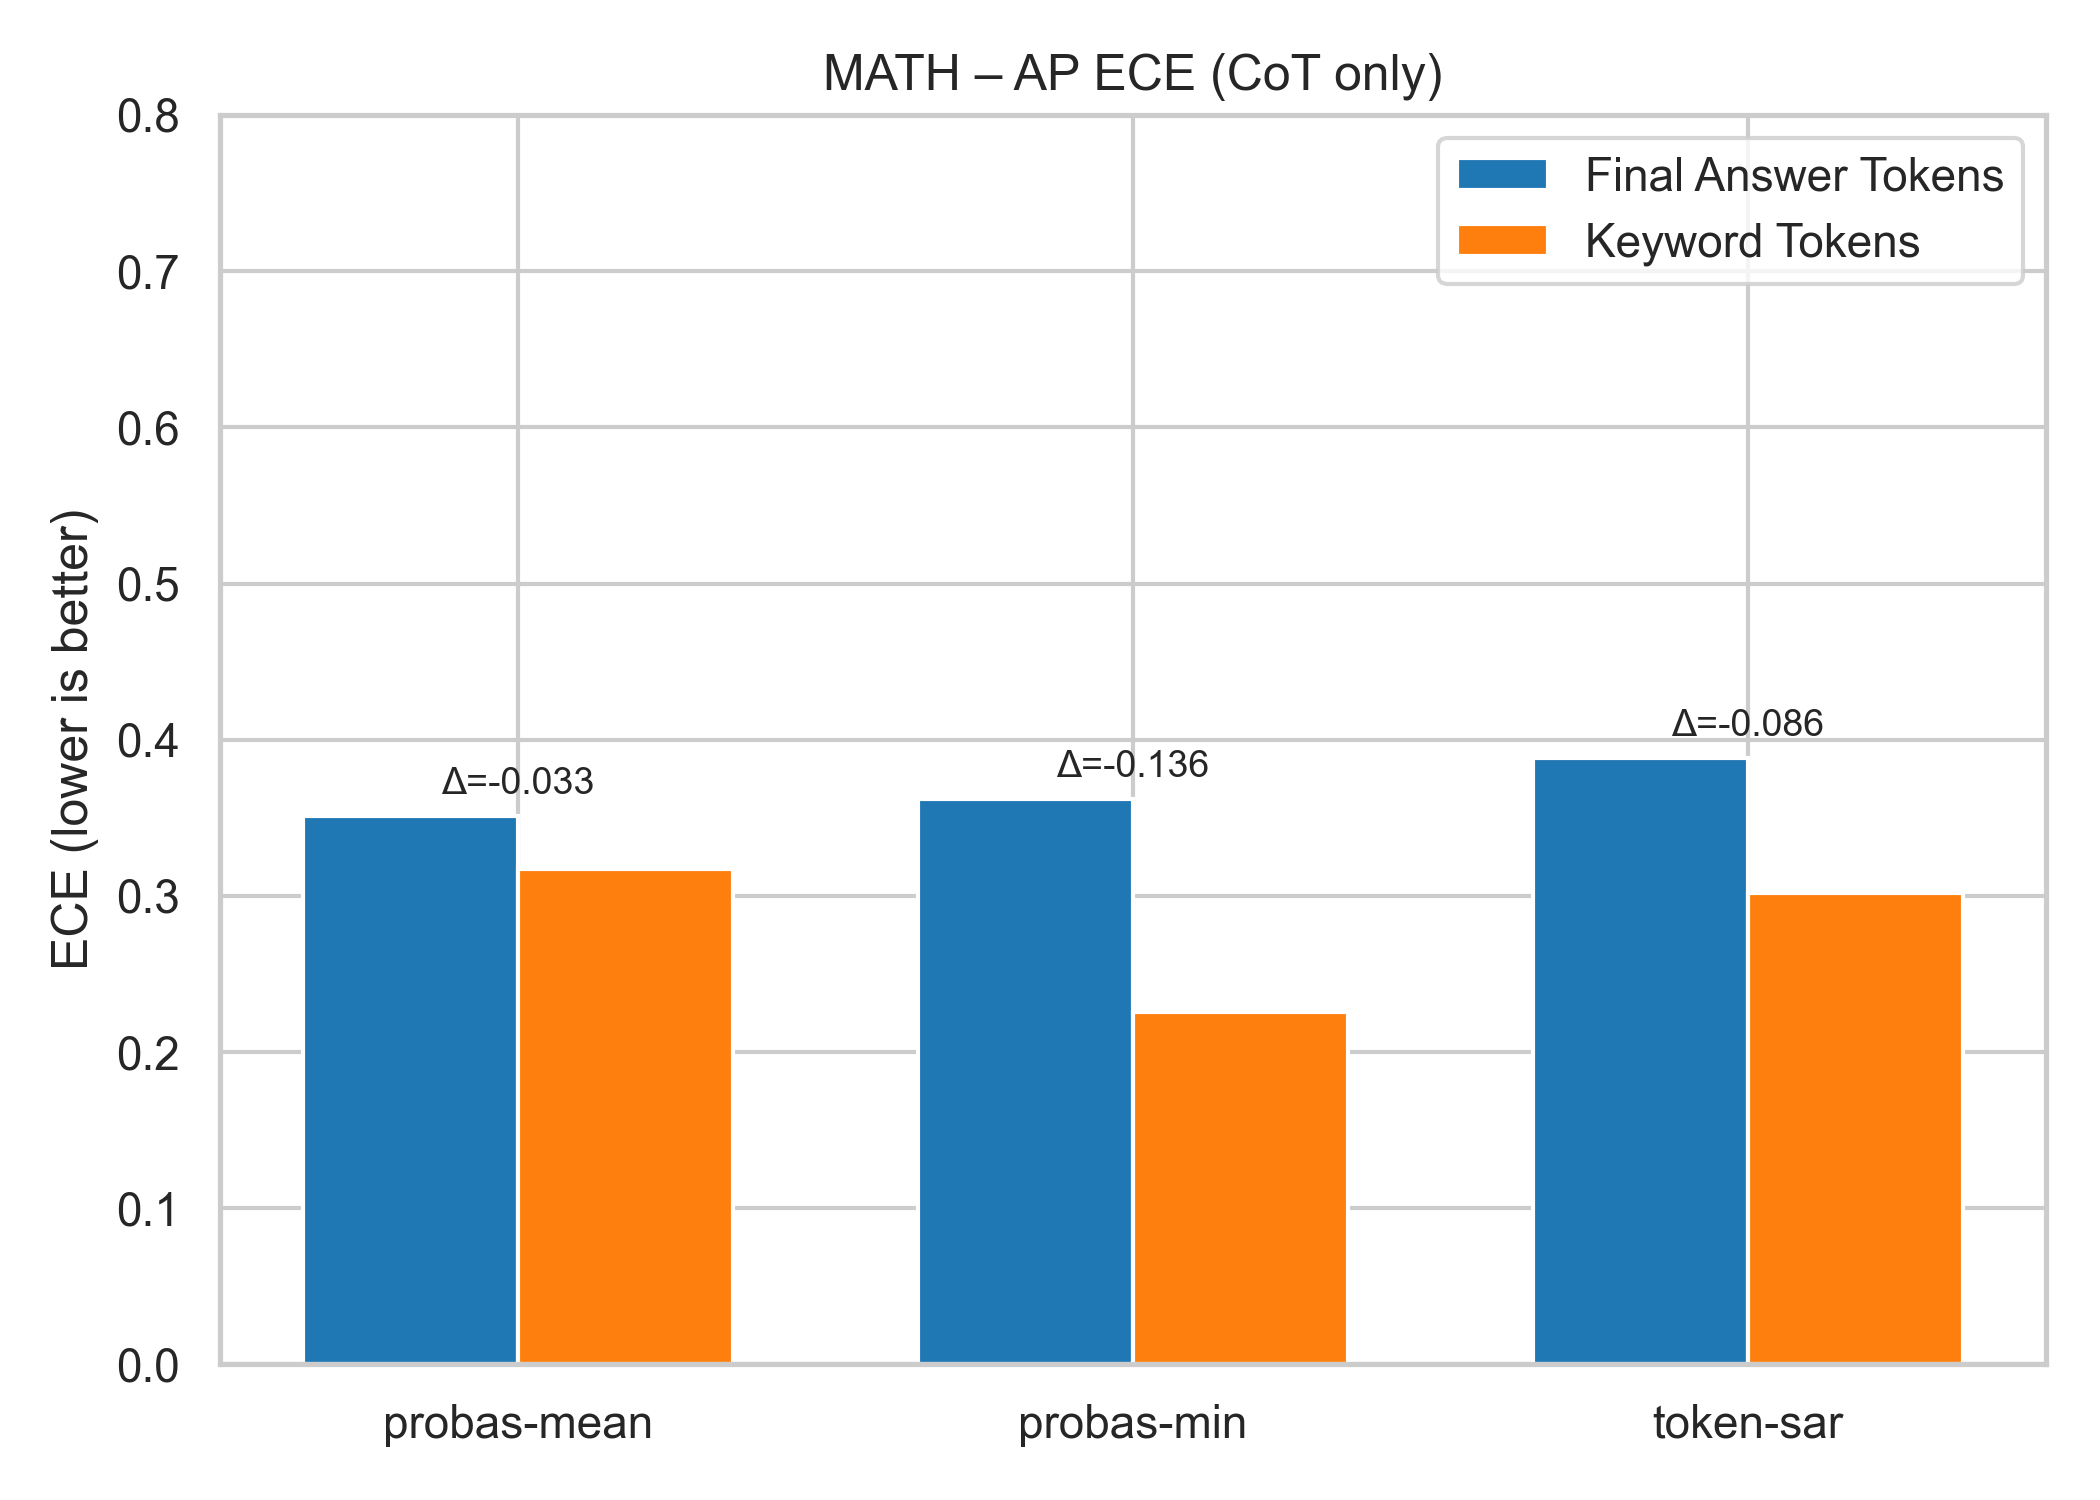 MATH – AP ECE (CoT only)
Final Answer Tokens
Keyword Tokens
ECE (lower is better)
0.8
0.7
0.6
0.5
0.4
0.3
0.2
0.1
0.0
Δ=-0.033
Δ=-0.136
Δ=-0.086
probas-mean
probas-min
token-sar